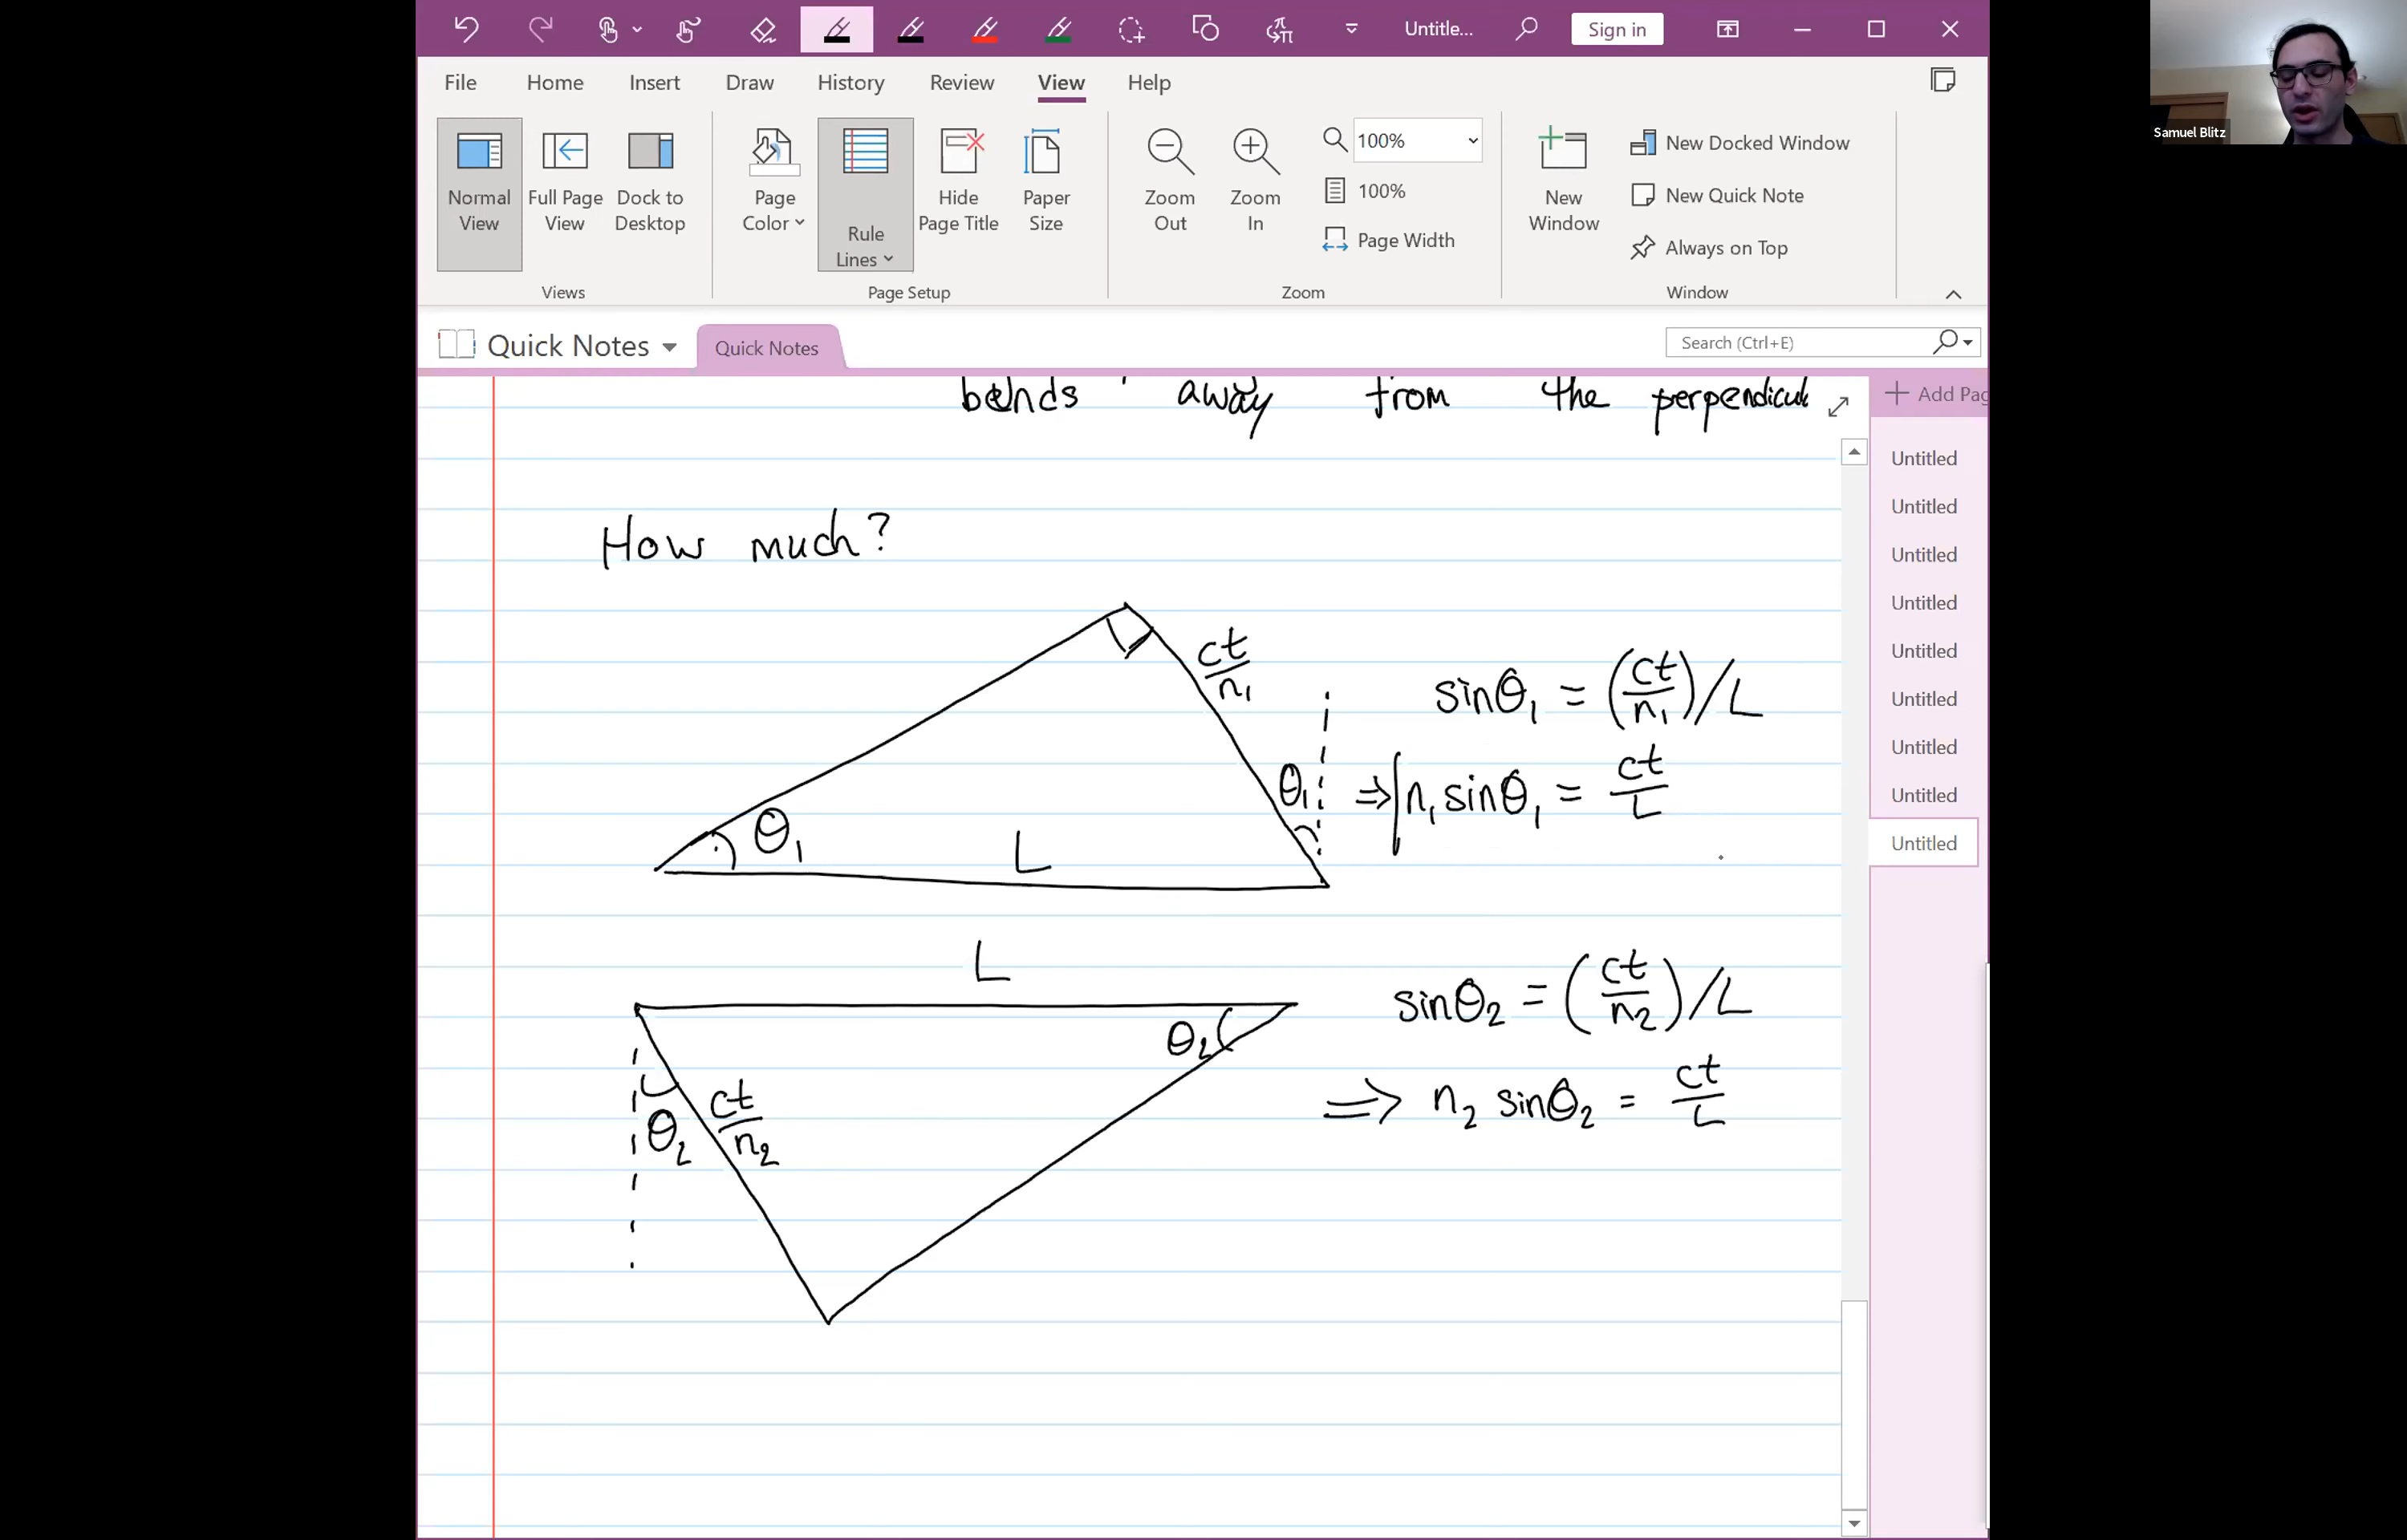 Untitle...
Sign in
File Home Insert Draw History Review View Help
Normal View
Full Page View
Dock to Desktop
Views
Page Color
Rule Lines
Hide Page Title
Paper Size
Page Setup
Zoom Out
Zoom In
100%
100%
Page Width
Zoom
New Window
New Docked Window
New Quick Note
Always on Top
Window
Samuel Blitz
Quick Notes
Quick Notes
Search (Ctrl+E)
Add Pag
Untitled
Untitled
Untitled
Untitled
Untitled
Untitled
Untitled
Untitled
Untitled
bends away from the perpendicul
How much?
ct/n₁
sinθ₁ = (ct/n₁)/L
θ₁
⇒ n₁ sinθ₁ = ct/L
θ₁
L
L
θ₂
sinθ₂ = (ct/n₂)/L
θ₂
ct/n₂
⟹ n₂ sinθ₂ = ct/L